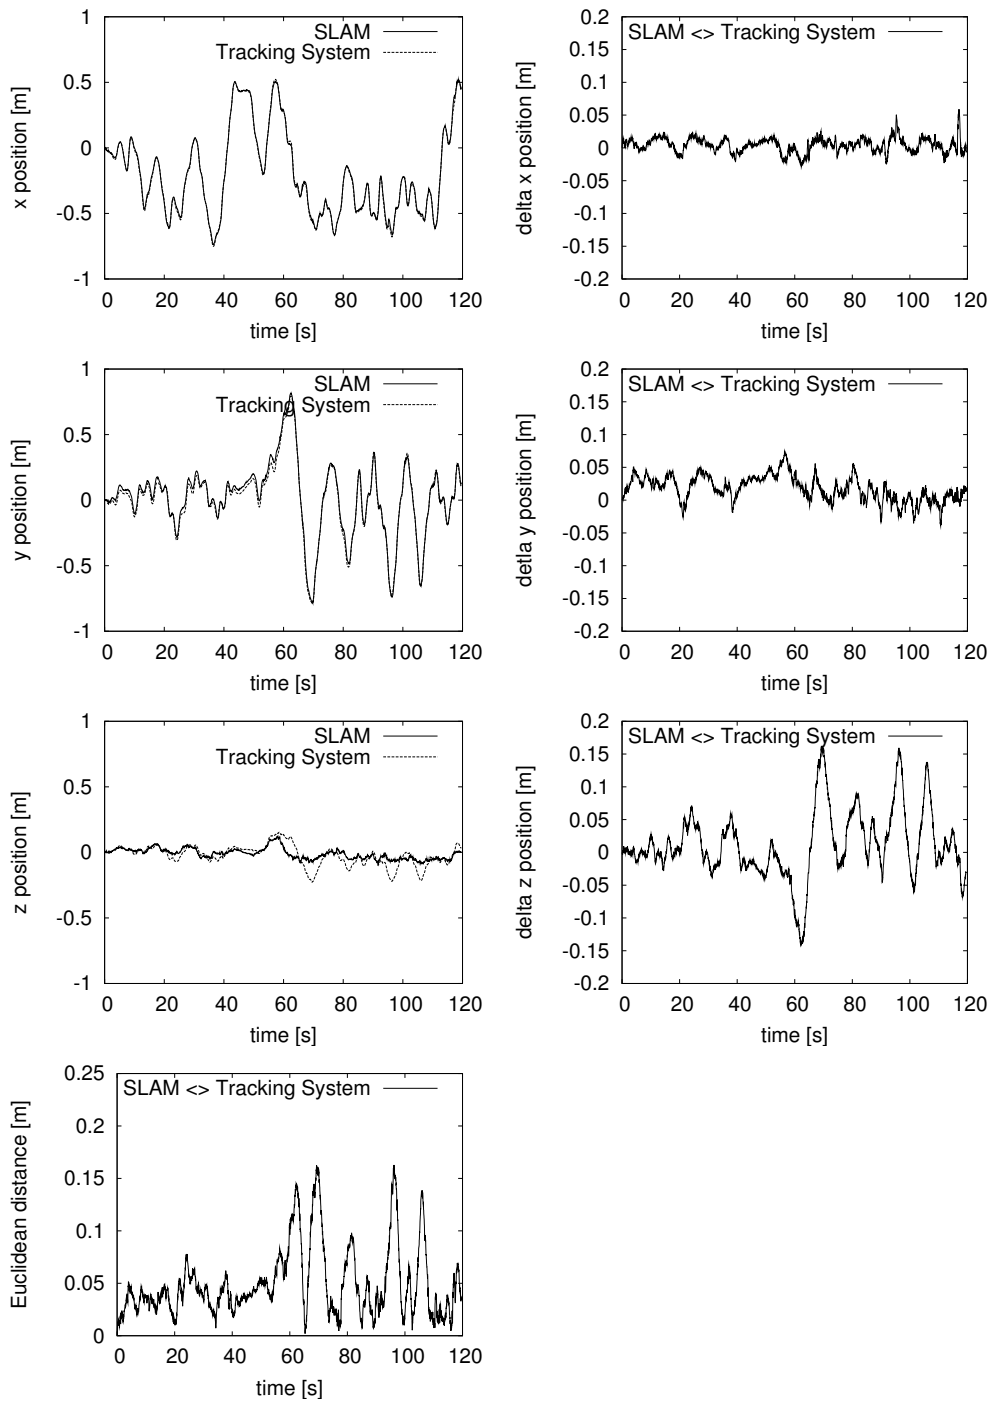 SLAM
Tracking System
x position [m]
1
0.5
0
-0.5
-1
0 20 40 60 80 100 120
time [s]
SLAM <> Tracking System
delta x position [m]
0.2
0.15
0.1
0.05
0
-0.05
-0.1
-0.15
-0.2
0 20 40 60 80 100 120
time [s]
SLAM
Tracking System
y position [m]
1
0.5
0
-0.5
-1
0 20 40 60 80 100 120
time [s]
SLAM <> Tracking System
detla y position [m]
0.2
0.15
0.1
0.05
0
-0.05
-0.1
-0.15
-0.2
0 20 40 60 80 100 120
time [s]
SLAM
Tracking System
z position [m]
1
0.5
0
-0.5
-1
0 20 40 60 80 100 120
time [s]
SLAM <> Tracking System
delta z position [m]
0.2
0.15
0.1
0.05
0
-0.05
-0.1
-0.15
-0.2
0 20 40 60 80 100 120
time [s]
SLAM <> Tracking System
Euclidean distance [m]
0.25
0.2
0.15
0.1
0.05
0
0 20 40 60 80 100 120
time [s]